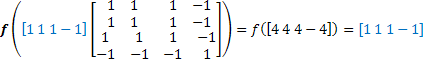 f([1 1 1 − 1] [1 1 1 −1
1 1 1 −1
1 1 1 −1
−1 −1 −1 1]) = f([4 4 4 − 4]) = [1 1 1 − 1]